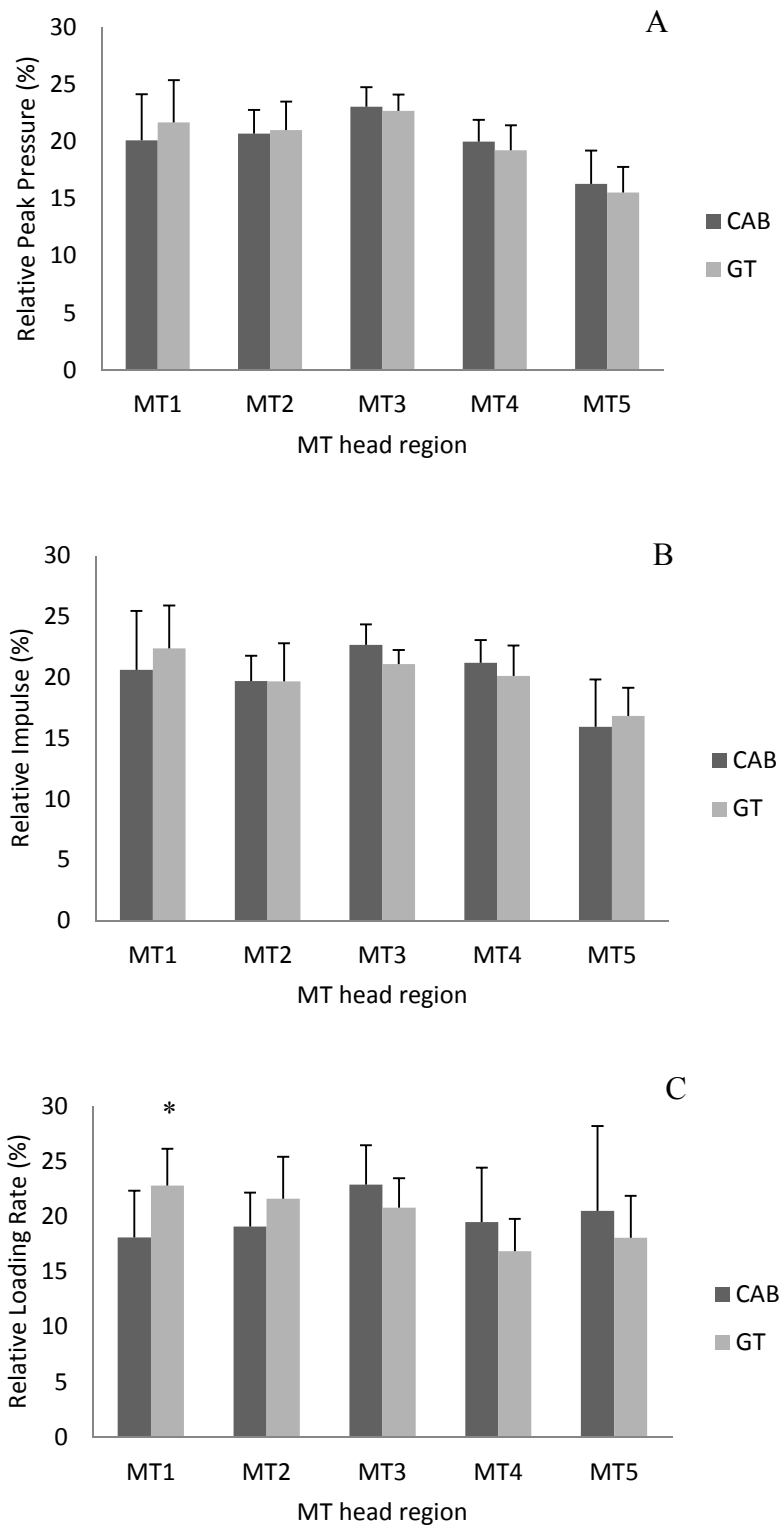 A
Relative Peak Pressure (%)
30
25
20
15
10
5
0
MT1 MT2 MT3 MT4 MT5
MT head region
CAB
GT
B
Relative Impulse (%)
30
25
20
15
10
5
0
MT1 MT2 MT3 MT4 MT5
MT head region
CAB
GT
C
Relative Loading Rate (%)
30
25
20
15
10
5
0
*
MT1 MT2 MT3 MT4 MT5
MT head region
CAB
GT